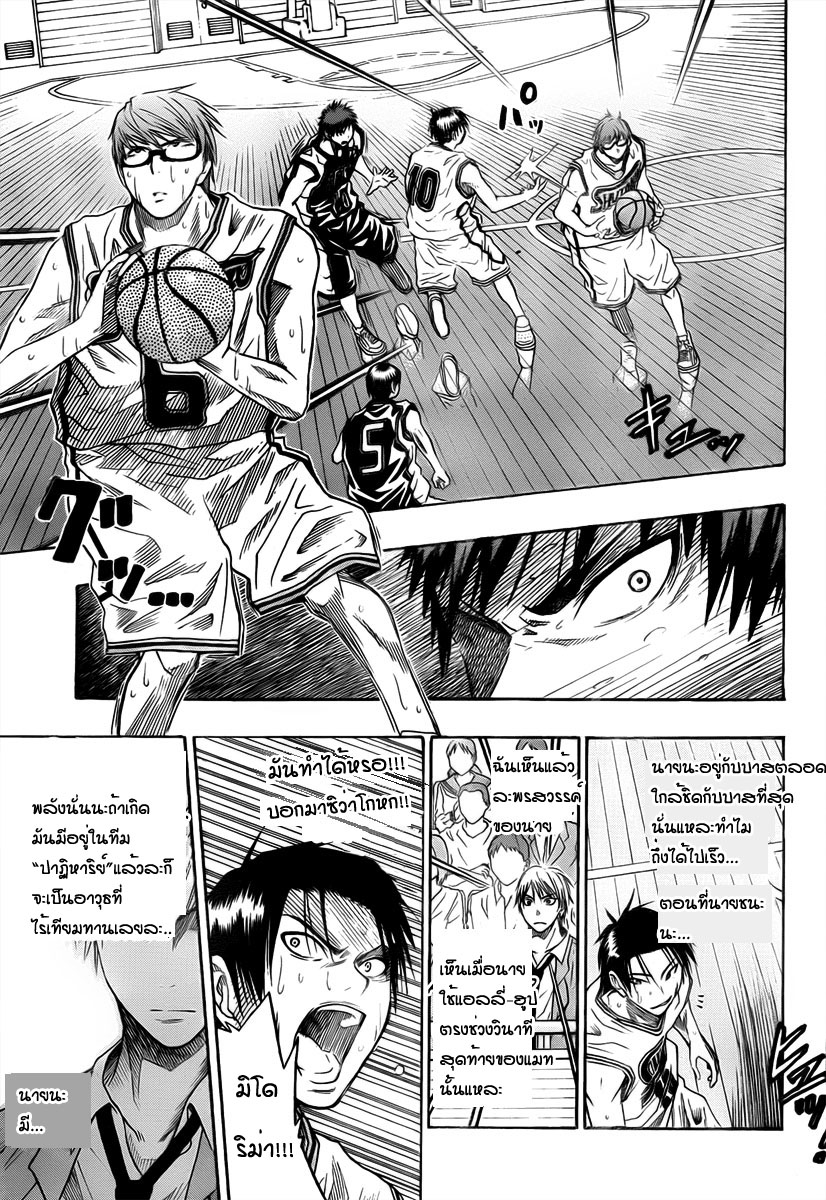 パッ
10
SHUTOKU
6
5
キュッ
グッ...
นายนะอยู่กับบาสตลอด
ใกล้ชิดกับบาสที่สุด
นั่นแหละทำไม
ถึงได้ไปเร็ว...
ตอนที่นายชนะ
นะ...
ヒュッ!
ฉันเห็นแล้ว
ละพรสวรรค์
ของนาย
เห็นเมื่อนาย
ใช้แอลลี่-ฮูป
ตรงช่วงวินาที
สุดท้ายของแมท
นั้นแหละ
มันทำได้หรอ!!!
บอกมาซิว่าโกหก!!
มิโด
ริม่า!!!
พลังนั่นนะถ้าเกิด
มันมีอยู่ในทีม
"ปาฏิหาริย์"แล้วละก็
จะเป็นอาวุธที่
ไร้เทียมทานเลยละ..
นายนะ
มี...